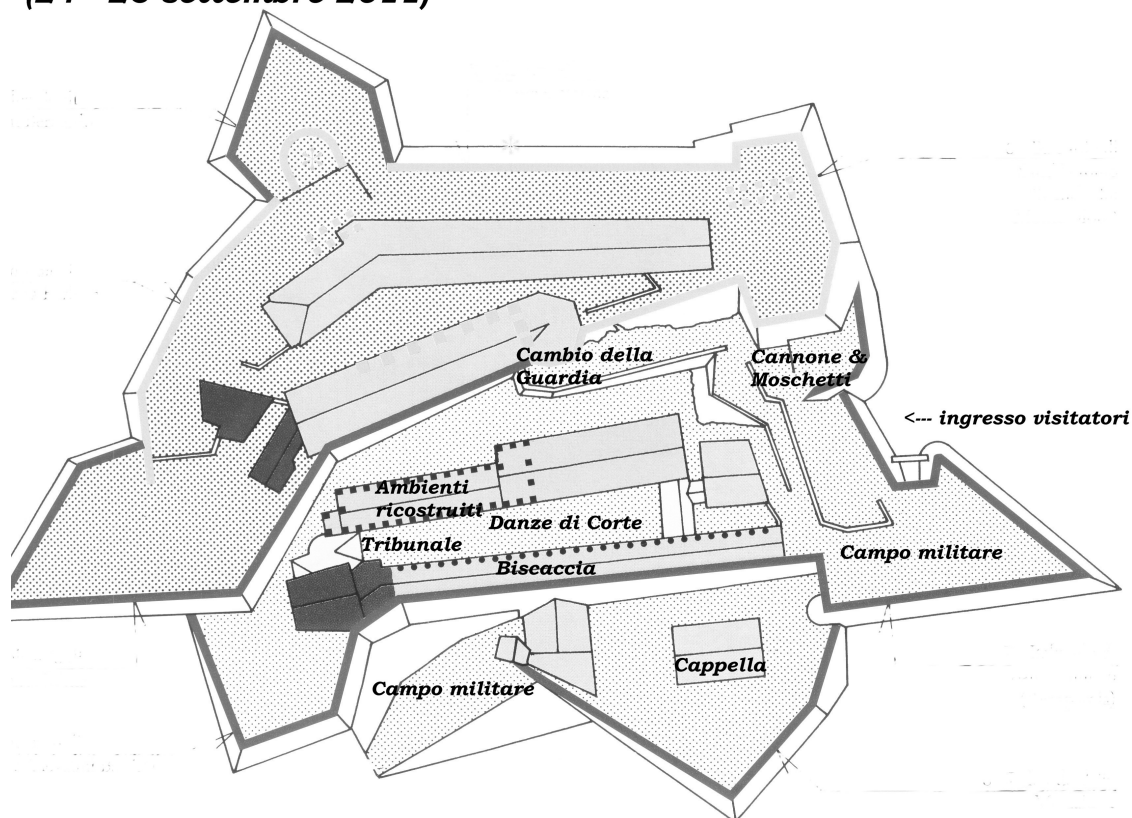 Cambio della
Guardia
Cannone &
Moschetti
<--- ingresso visitatori
Ambienti
ricostruiti
Danze di Corte
Tribunale
Campo militare
Biscaccia
Cappella
Campo militare